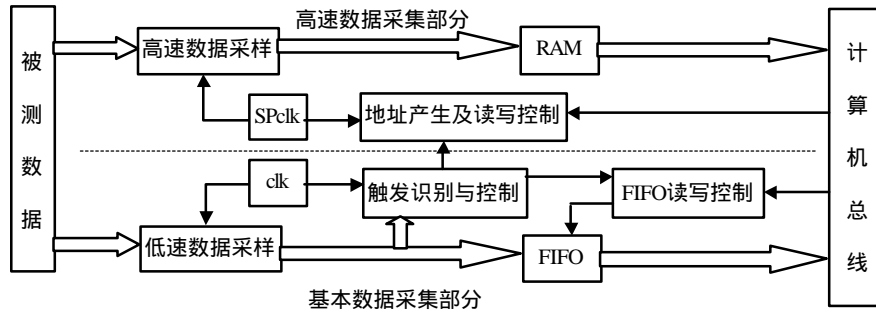 高速数据采集部分
被测数据
高速数据采样
RAM
计算机总线
SPclk
地址产生及读写控制
clk
触发识别与控制
FIFO读写控制
低速数据采样
FIFO
基本数据采集部分